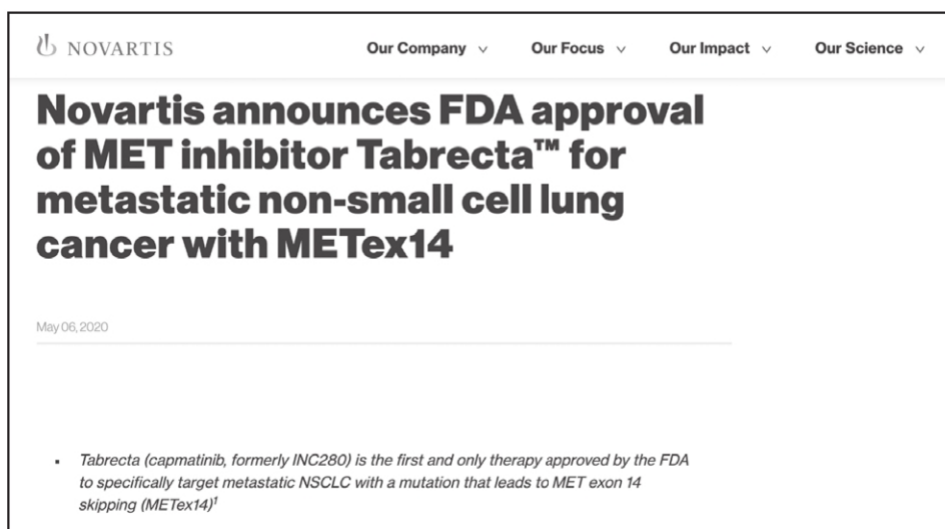 NOVARTIS Our Company Our Focus Our Impact Our Science
Novartis announces FDA approval
of MET inhibitor Tabrecta™ for
metastatic non-small cell lung
cancer with METex14
May 06, 2020
▪ Tabrecta (capmatinib, formerly INC280) is the first and only therapy approved by the FDA
to specifically target metastatic NSCLC with a mutation that leads to MET exon 14
skipping (METex14)¹